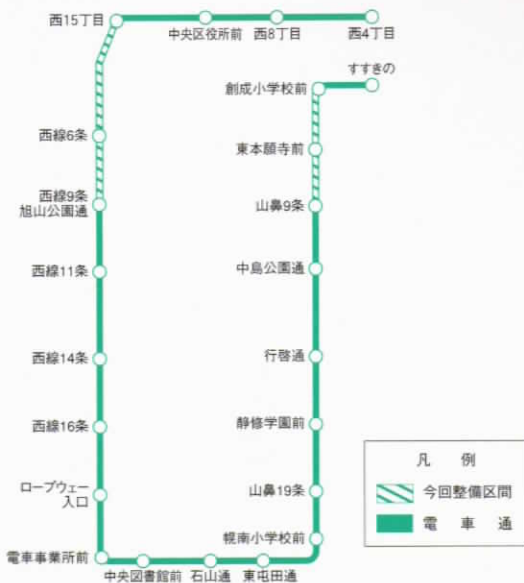 西15丁目
中央区役所前
西8丁目
西4丁目
すすきの
創成小学校前
西線6条
東本願寺前
西線9条
旭山公園通
山鼻9条
西線11条
中島公園通
西線14条
行啓通
西線16条
静修学園前
ロープウェー
入口
山鼻19条
電車事業所前
中央図書館前
石山通
東屯田通
幌南小学校前
凡 例
今回整備区間
電 車 通